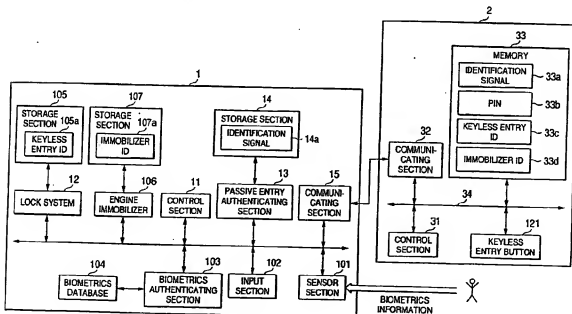 2
33
MEMORY
IDENTIFICATION
SIGNAL
33a
PIN
33b
KEYLESS ENTRY
ID
33c
IMMOBILIZER ID
33d
32
COMMUNI-
CATING
SECTION
34
31
CONTROL
SECTION
121
KEYLESS
ENTRY BUTTON
1
105
105a
STORAGE
SECTION
KEYLESS
ENTRY ID
107
107a
STORAGE
SECTION
IMMOBILIZER
ID
14
STORAGE SECTION
IDENTIFICATION
SIGNAL
14a
12
LOCK SYSTEM
106
ENGINE
IMMOBILIZER
11
CONTROL
SECTION
13
PASSIVE ENTRY
AUTHENTICATING
SECTION
15
COMMUNI-
CATING
SECTION
104
BIOMETRICS
DATABASE
103
BIOMETRICS
AUTHENTICATING
SECTION
102
INPUT
SECTION
101
SENSOR
SECTION
BIOMETRICS
INFORMATION